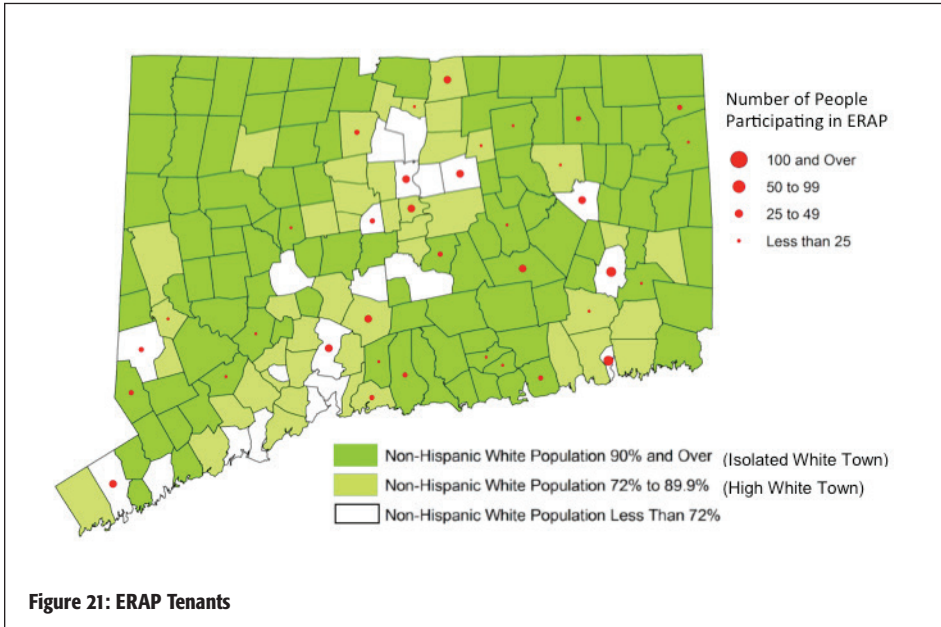 Number of People
Participating in ERAP
100 and Over
50 to 99
25 to 49
Less than 25
Non-Hispanic White Population 90% and Over (Isolated White Town)
Non-Hispanic White Population 72% to 89.9% (High White Town)
Non-Hispanic White Population Less Than 72%
Figure 21: ERAP Tenants